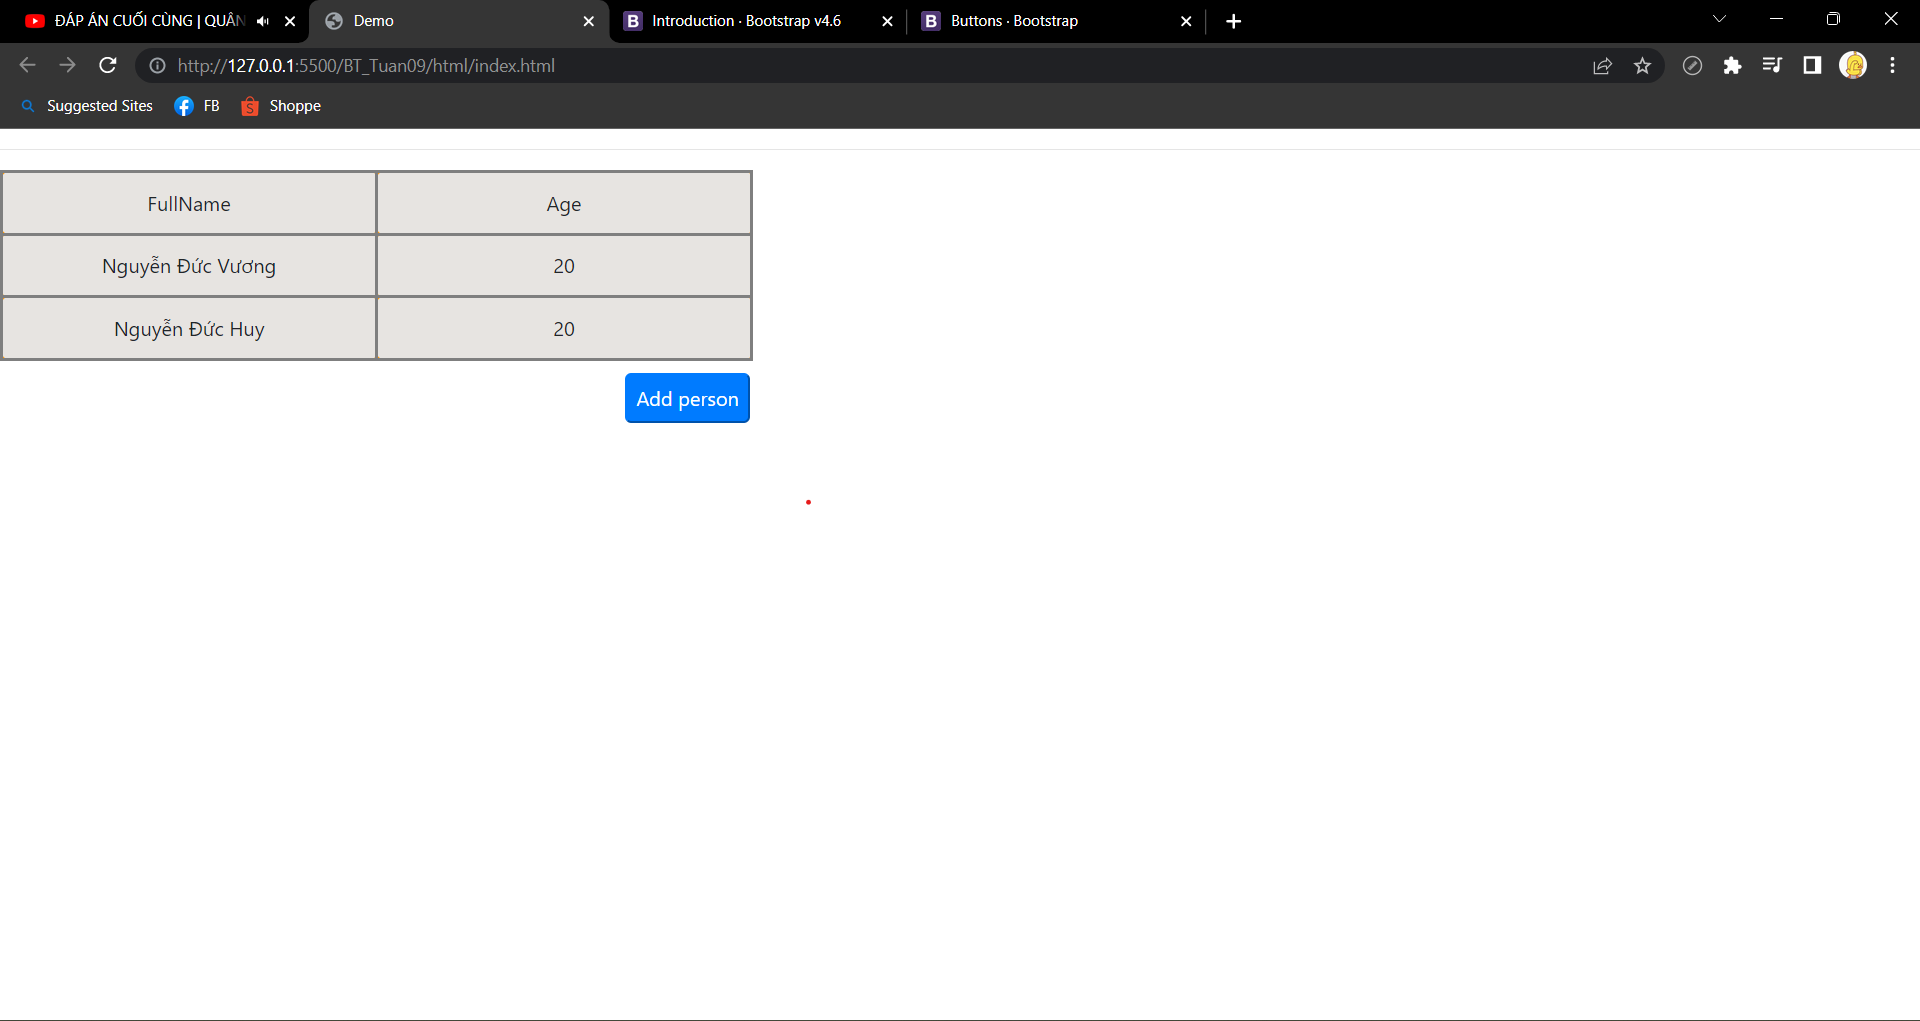 ĐÁP ÁN CUỐI CÙNG | QUÂN
Demo
Introduction · Bootstrap v4.6
Buttons · Bootstrap
http://127.0.0.1:5500/BT_Tuan09/html/index.html
Suggested Sites
FB
Shoppe
FullName Age
Nguyễn Đức Vương 20
Nguyễn Đức Huy 20
Add person